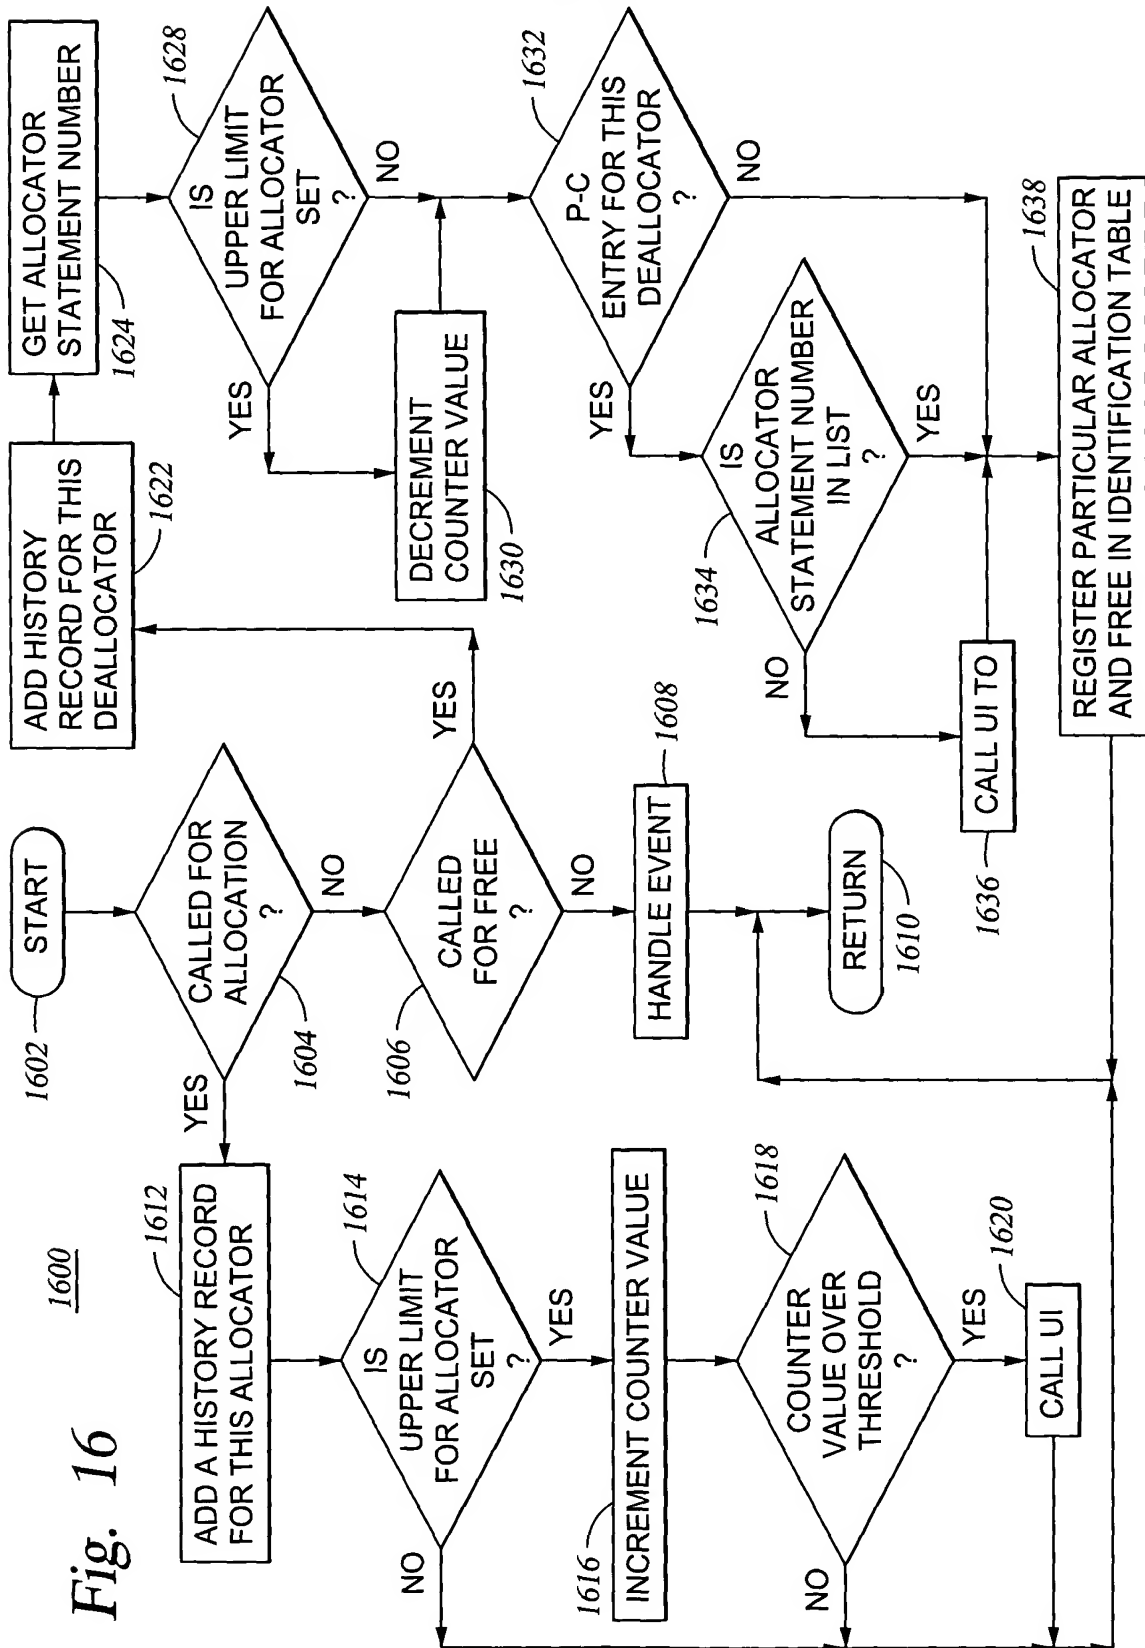 Fig. 16
1600
START
1602
CALLED FOR
ALLOCATION
?
1604
YES
NO
CALLED
FOR FREE
?
1606
YES
NO
HANDLE EVENT
1608
RETURN
1610
ADD A HISTORY RECORD
FOR THIS ALLOCATOR
1612
IS
UPPER LIMIT
FOR ALLOCATOR
SET
?
1614
NO
YES
INCREMENT COUNTER VALUE
1616
COUNTER
VALUE OVER
THRESHOLD
?
1618
NO
YES
CALL UI
1620
ADD HISTORY
RECORD FOR THIS
DEALLOCATOR
1622
GET ALLOCATOR
STATEMENT NUMBER
1624
IS
UPPER LIMIT
FOR ALLOCATOR
SET
?
1628
YES
NO
DECREMENT
COUNTER VALUE
1630
P-C
ENTRY FOR THIS
DEALLOCATOR
?
1632
YES
NO
IS
ALLOCATOR
STATEMENT NUMBER
IN LIST
?
1634
NO
YES
CALL UI TO
1636
REGISTER PARTICULAR ALLOCATOR
AND FREE IN IDENTIFICATION TABLE
1638